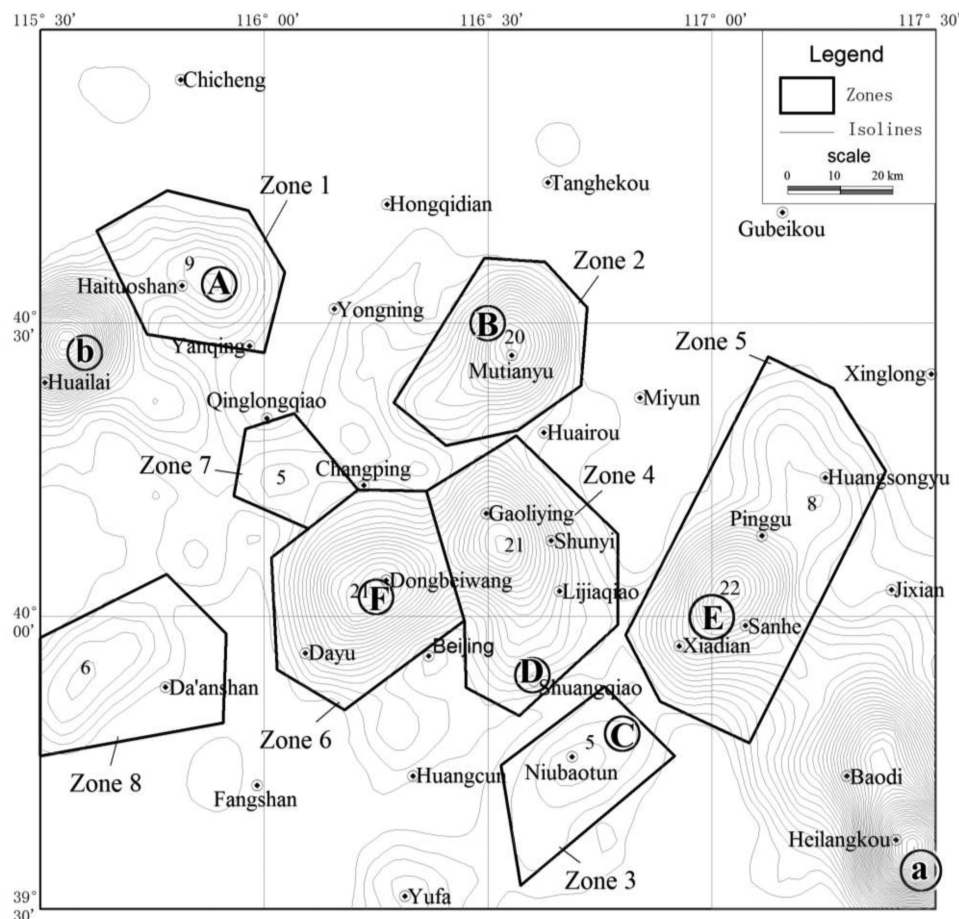 115° 30′
116° 00′
116° 30′
117° 00′
117° 30′
Legend
Zones
Isolines
scale
0 10 20 km
Chicheng
Tanghekou
Zone 1
Hongqidian
Gubeikou
9
A
Haituoshan
Zone 2
Yongning
B
20
40°
30′
Mutianyu
Zone 5
Yanqing
b
Huailai
Xinglong
Miyun
Qinglongqiao
Huairou
Zone 7
5
Changping
Zone 4
Huangsongyu
8
Gaoliying
Pinggu
21
Shunyi
Dongbeiwang
21
F
Lijiaqiao
22
Jixian
40°
00′
E
Sanhe
Xiadian
Dayu
Beijing
6
Da'anshan
D
Shuangqiao
Zone 6
C
5
Niubaotun
Zone 8
Fangshan
Huangcun
Baodi
Heilangkou
a
Zone 3
Yufa
39°
30′